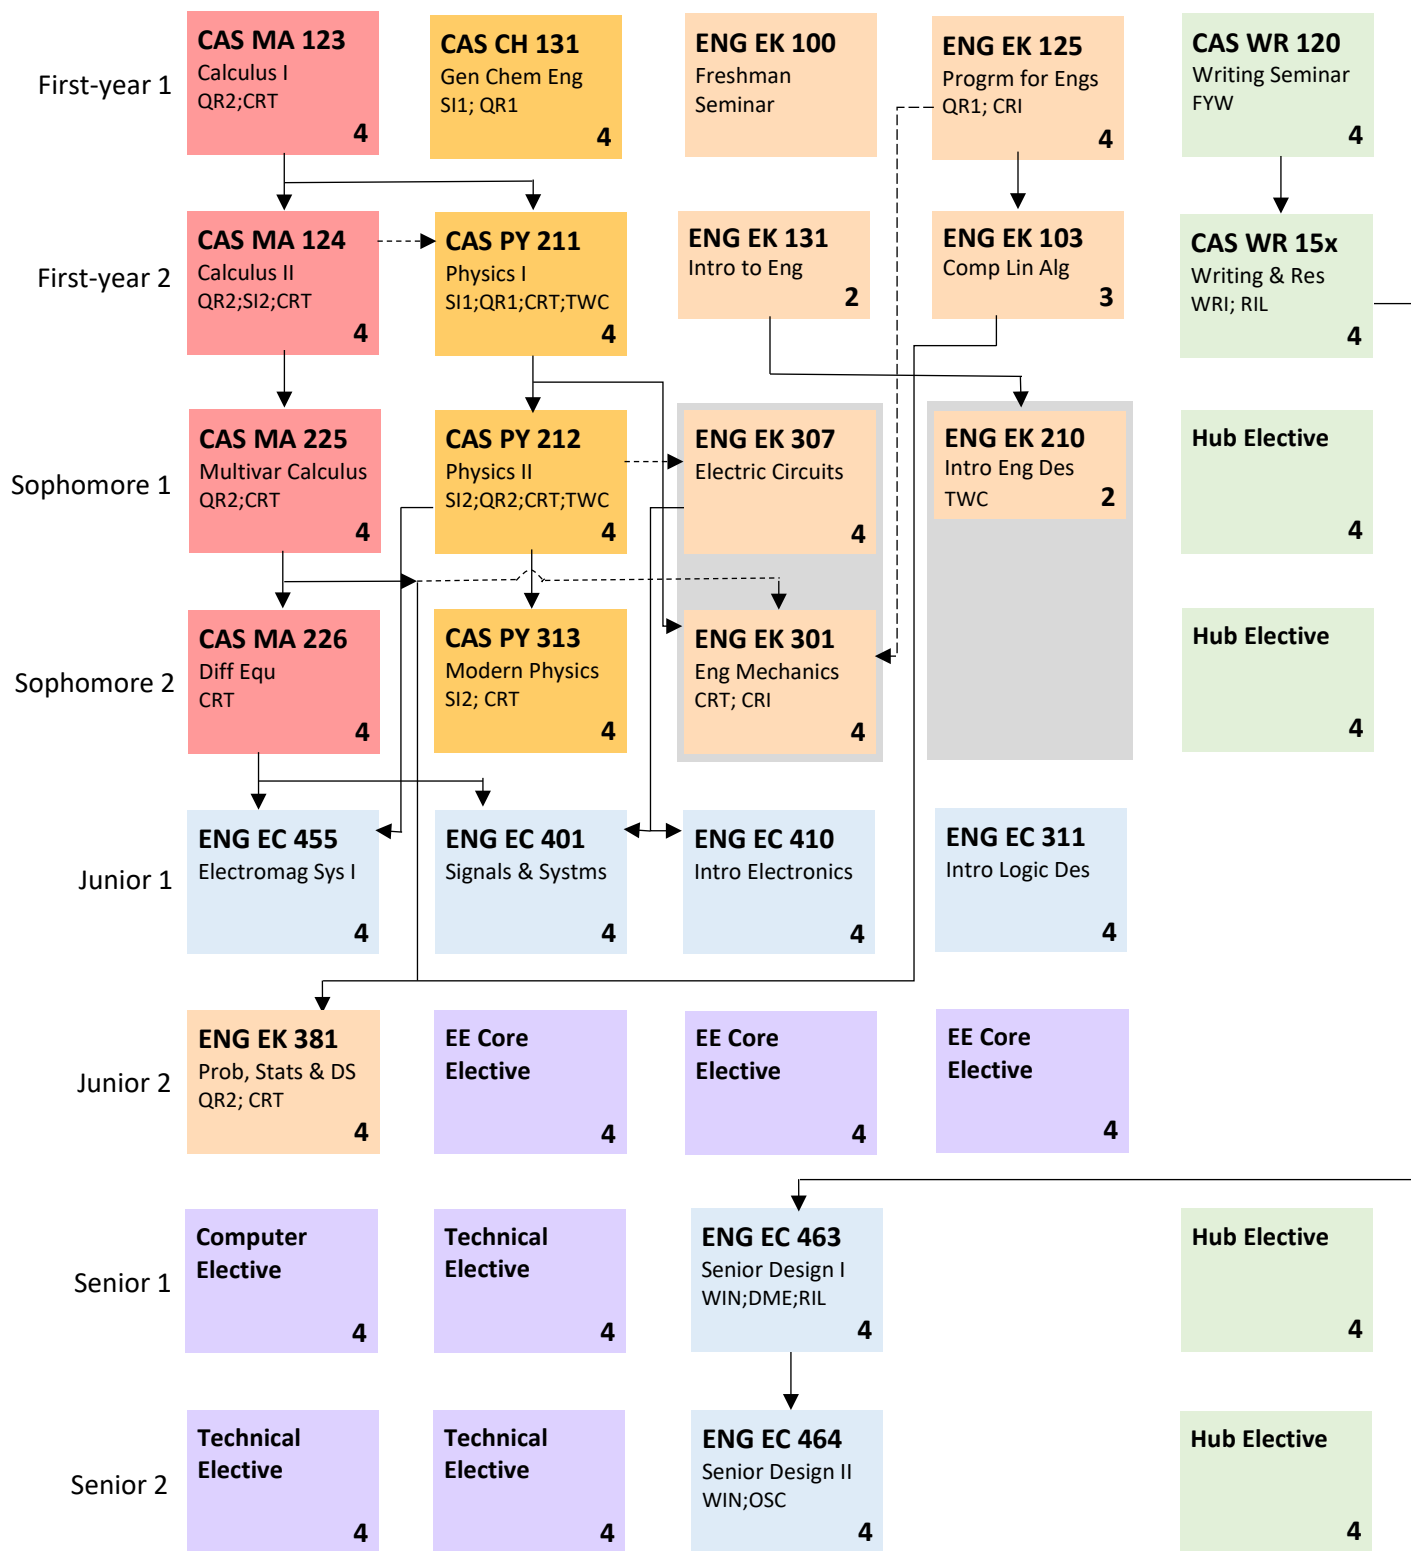 First-year 1
CAS MA 123
Calculus I
QR2;CRT
4
CAS CH 131
Gen Chem Eng
SI1; QR1
4
ENG EK 100
Freshman
Seminar
ENG EK 125
Progrm for Engs
QR1; CRI
4
CAS WR 120
Writing Seminar
FYW
4
First-year 2
CAS MA 124
Calculus II
QR2;SI2;CRT
4
CAS PY 211
Physics I
SI1;QR1;CRT;TWC
4
ENG EK 131
Intro to Eng
2
ENG EK 103
Comp Lin Alg
3
CAS WR 15x
Writing & Res
WRI; RIL
4
Sophomore 1
CAS MA 225
Multivar Calculus
QR2;CRT
4
CAS PY 212
Physics II
SI2;QR2;CRT;TWC
4
ENG EK 307
Electric Circuits
4
ENG EK 210
Intro Eng Des
TWC
2
Hub Elective
4
Sophomore 2
CAS MA 226
Diff Equ
CRT
4
CAS PY 313
Modern Physics
SI2; CRT
4
ENG EK 301
Eng Mechanics
CRT; CRI
4
Hub Elective
4
Junior 1
ENG EC 455
Electromag Sys I
4
ENG EC 401
Signals & Systms
4
ENG EC 410
Intro Electronics
4
ENG EC 311
Intro Logic Des
4
Junior 2
ENG EK 381
Prob, Stats & DS
QR2; CRT
4
EE Core
Elective
4
EE Core
Elective
4
EE Core
Elective
4
Senior 1
Computer
Elective
4
Technical
Elective
4
ENG EC 463
Senior Design I
WIN;DME;RIL
4
Hub Elective
4
Senior 2
Technical
Elective
4
Technical
Elective
4
ENG EC 464
Senior Design II
WIN;OSC
4
Hub Elective
4